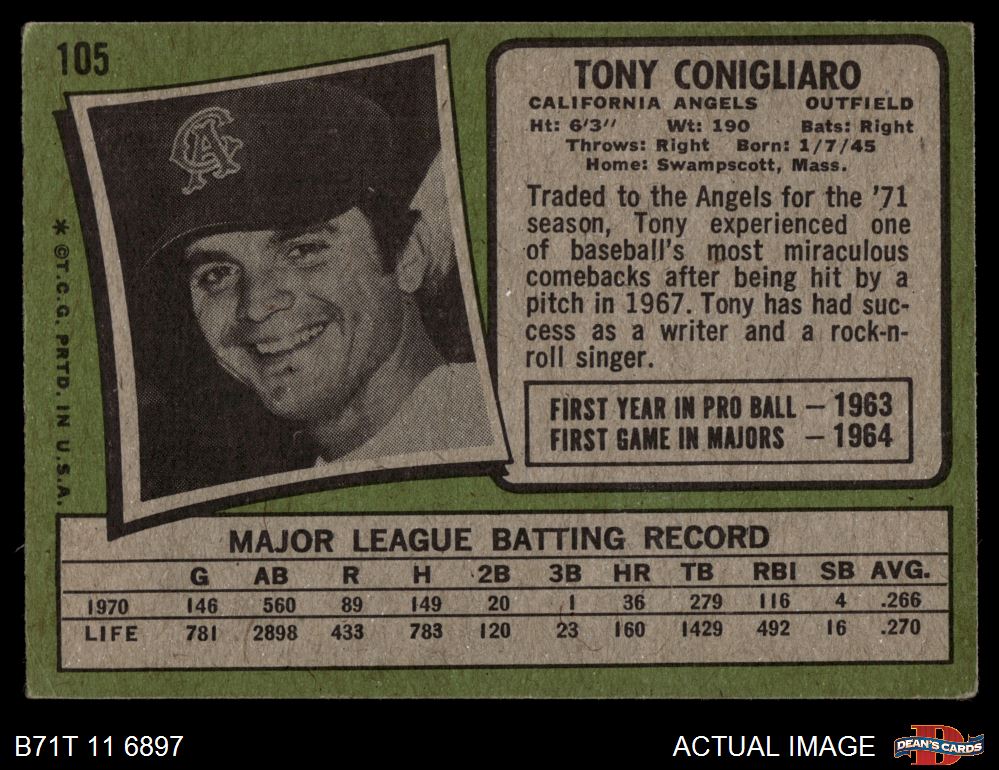 105
CA
TONY CONIGLIARO
CALIFORNIA ANGELS OUTFIELD
Ht: 6'3" Wt: 190 Bats: Right
Throws: Right Born: 1/7/45
Home: Swampscott, Mass.
Traded to the Angels for the '71
season, Tony experienced one
of baseball's most miraculous
comebacks after being hit by a
pitch in 1967. Tony has had suc-
cess as a writer and a rock-n-
roll singer.
FIRST YEAR IN PRO BALL — 1963
FIRST GAME IN MAJORS — 1964
* ©T.C.G. PRTD. IN U.S.A.
MAJOR LEAGUE BATTING RECORD
G AB R H 2B 3B HR TB RBI SB AVG.
1970 146 560 89 149 20 1 36 279 116 4 .266
LIFE 781 2898 433 783 120 23 160 1429 492 16 .270
B71T 11 6897
ACTUAL IMAGE
D
DEAN'S CARDS